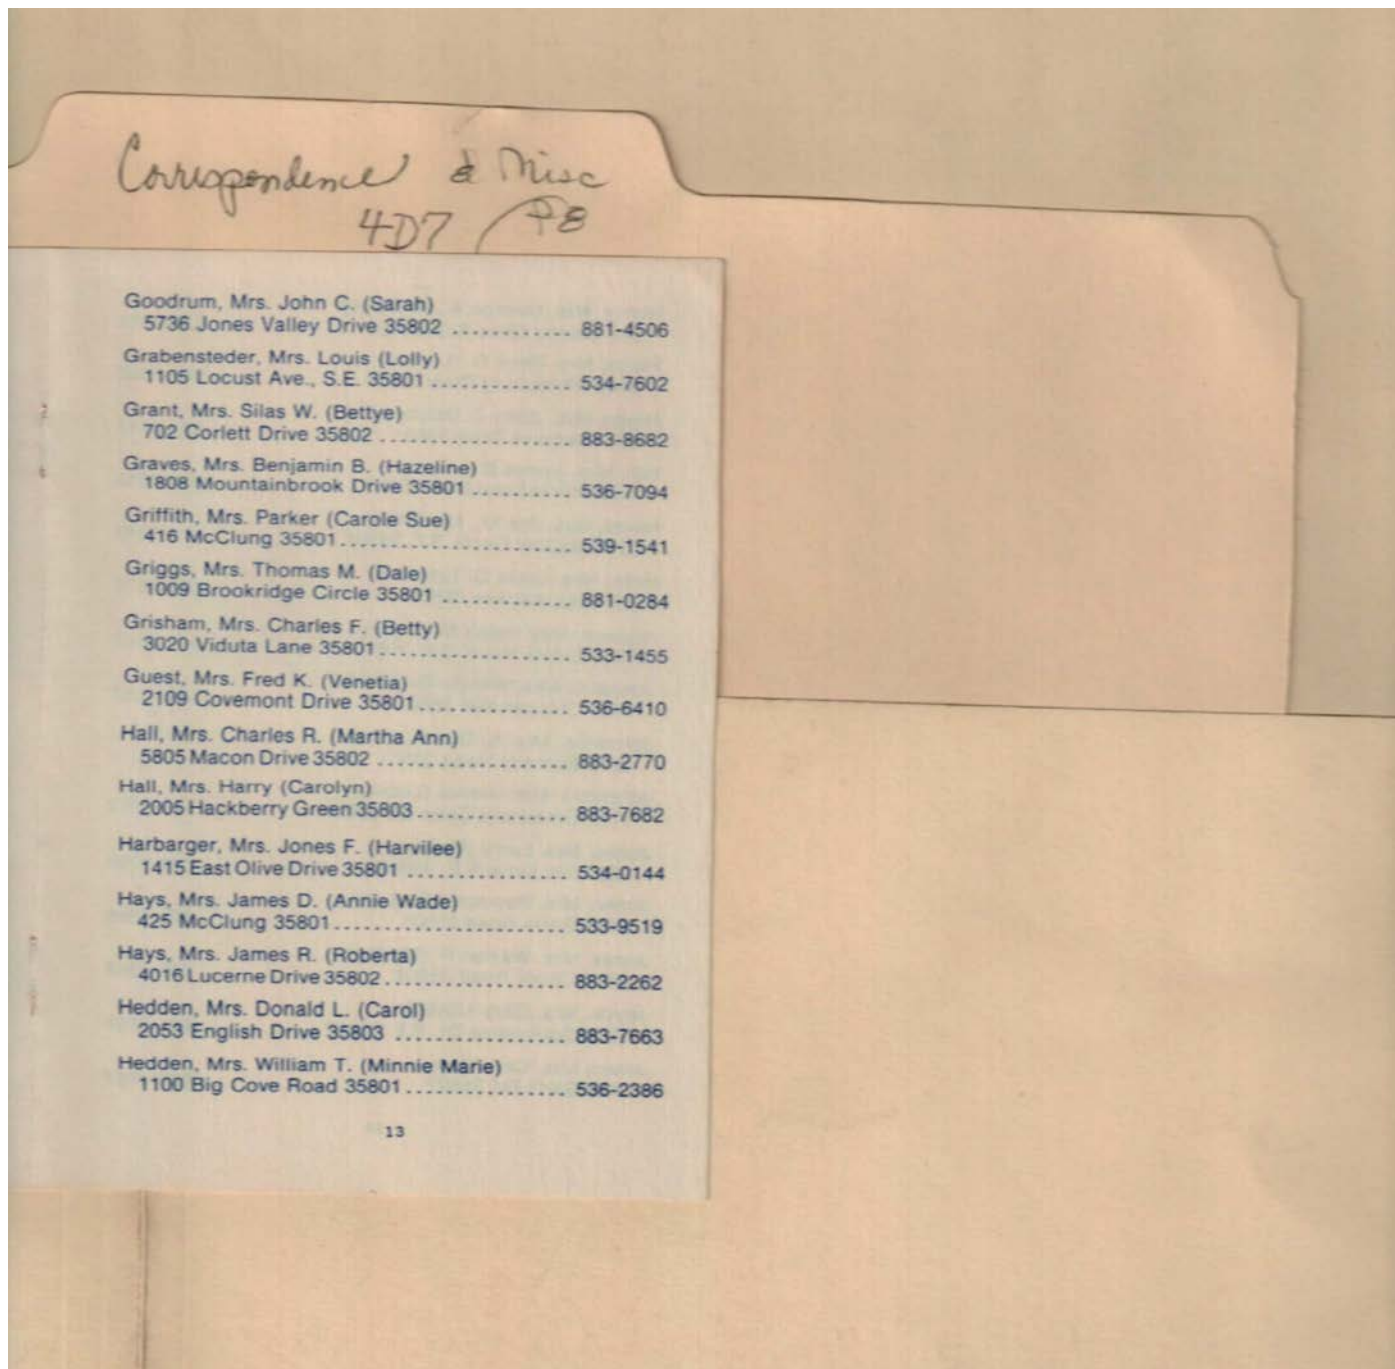 Correspondence & Misc
4D7 / P8
Goodrum, Mrs. John C. (Sarah)
5736 Jones Valley Drive 35802 ............ 881-4506
Grabensteder, Mrs. Louis (Lolly)
1105 Locust Ave., S.E. 35801 .............. 534-7602
Grant, Mrs. Silas W. (Bettye)
702 Corlett Drive 35802 ................... 883-8682
Graves, Mrs. Benjamin B. (Hazeline)
1808 Mountainbrook Drive 35801 .......... 536-7094
Griffith, Mrs. Parker (Carole Sue)
416 McClung 35801....................... 539-1541
Griggs, Mrs. Thomas M. (Dale)
1009 Brookridge Circle 35801 ............. 881-0284
Grisham, Mrs. Charles F. (Betty)
3020 Viduta Lane 35801................... 533-1455
Guest, Mrs. Fred K. (Venetia)
2109 Covemont Drive 35801............... 536-6410
Hall, Mrs. Charles R. (Martha Ann)
5805 Macon Drive 35802 ................... 883-2770
Hall, Mrs. Harry (Carolyn)
2005 Hackberry Green 35803............... 883-7682
Harbarger, Mrs. Jones F. (Harvilee)
1415 East Olive Drive 35801 ................ 534-0144
Hays, Mrs. James D. (Annie Wade)
425 McClung 35801....................... 533-9519
Hays, Mrs. James R. (Roberta)
4016 Lucerne Drive 35802.................. 883-2262
Hedden, Mrs. Donald L. (Carol)
2053 English Drive 35803 ................. 883-7663
Hedden, Mrs. William T. (Minnie Marie)
1100 Big Cove Road 35801................ 536-2386
13